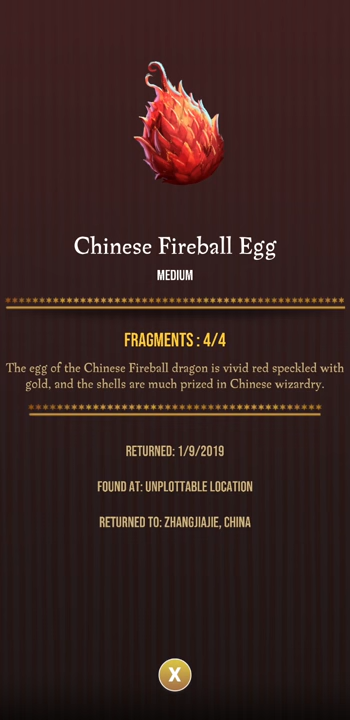 Chinese Fireball Egg
MEDIUM
FRAGMENTS : 4/4
The egg of the Chinese Fireball dragon is vivid red speckled with
gold, and the shells are much prized in Chinese wizardry.
RETURNED: 1/9/2019
FOUND AT: UNPLOTTABLE LOCATION
RETURNED TO: ZHANGJIAJIE, CHINA
X